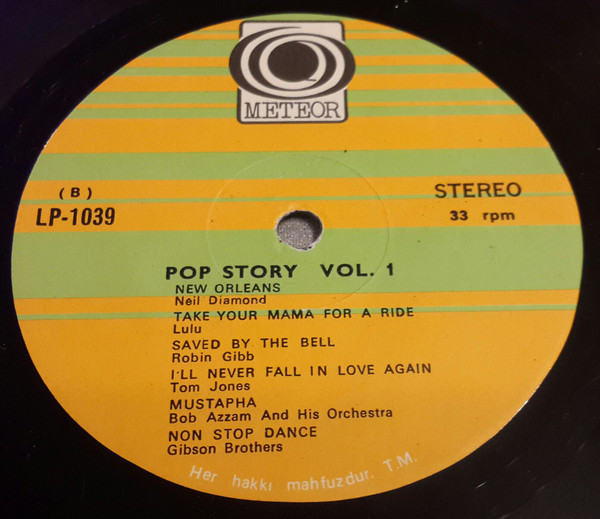 METEOR
(B)
LP-1039
STEREO
33 rpm
POP STORY VOL. 1
NEW ORLEANS
Neil Diamond
TAKE YOUR MAMA FOR A RIDE
Lulu
SAVED BY THE BELL
Robin Gibb
I'LL NEVER FALL IN LOVE AGAIN
Tom Jones
MUSTAPHA
Bob Azzam And His Orchestra
NON STOP DANCE
Gibson Brothers
Her hakkı mahfuzdur. T.M.